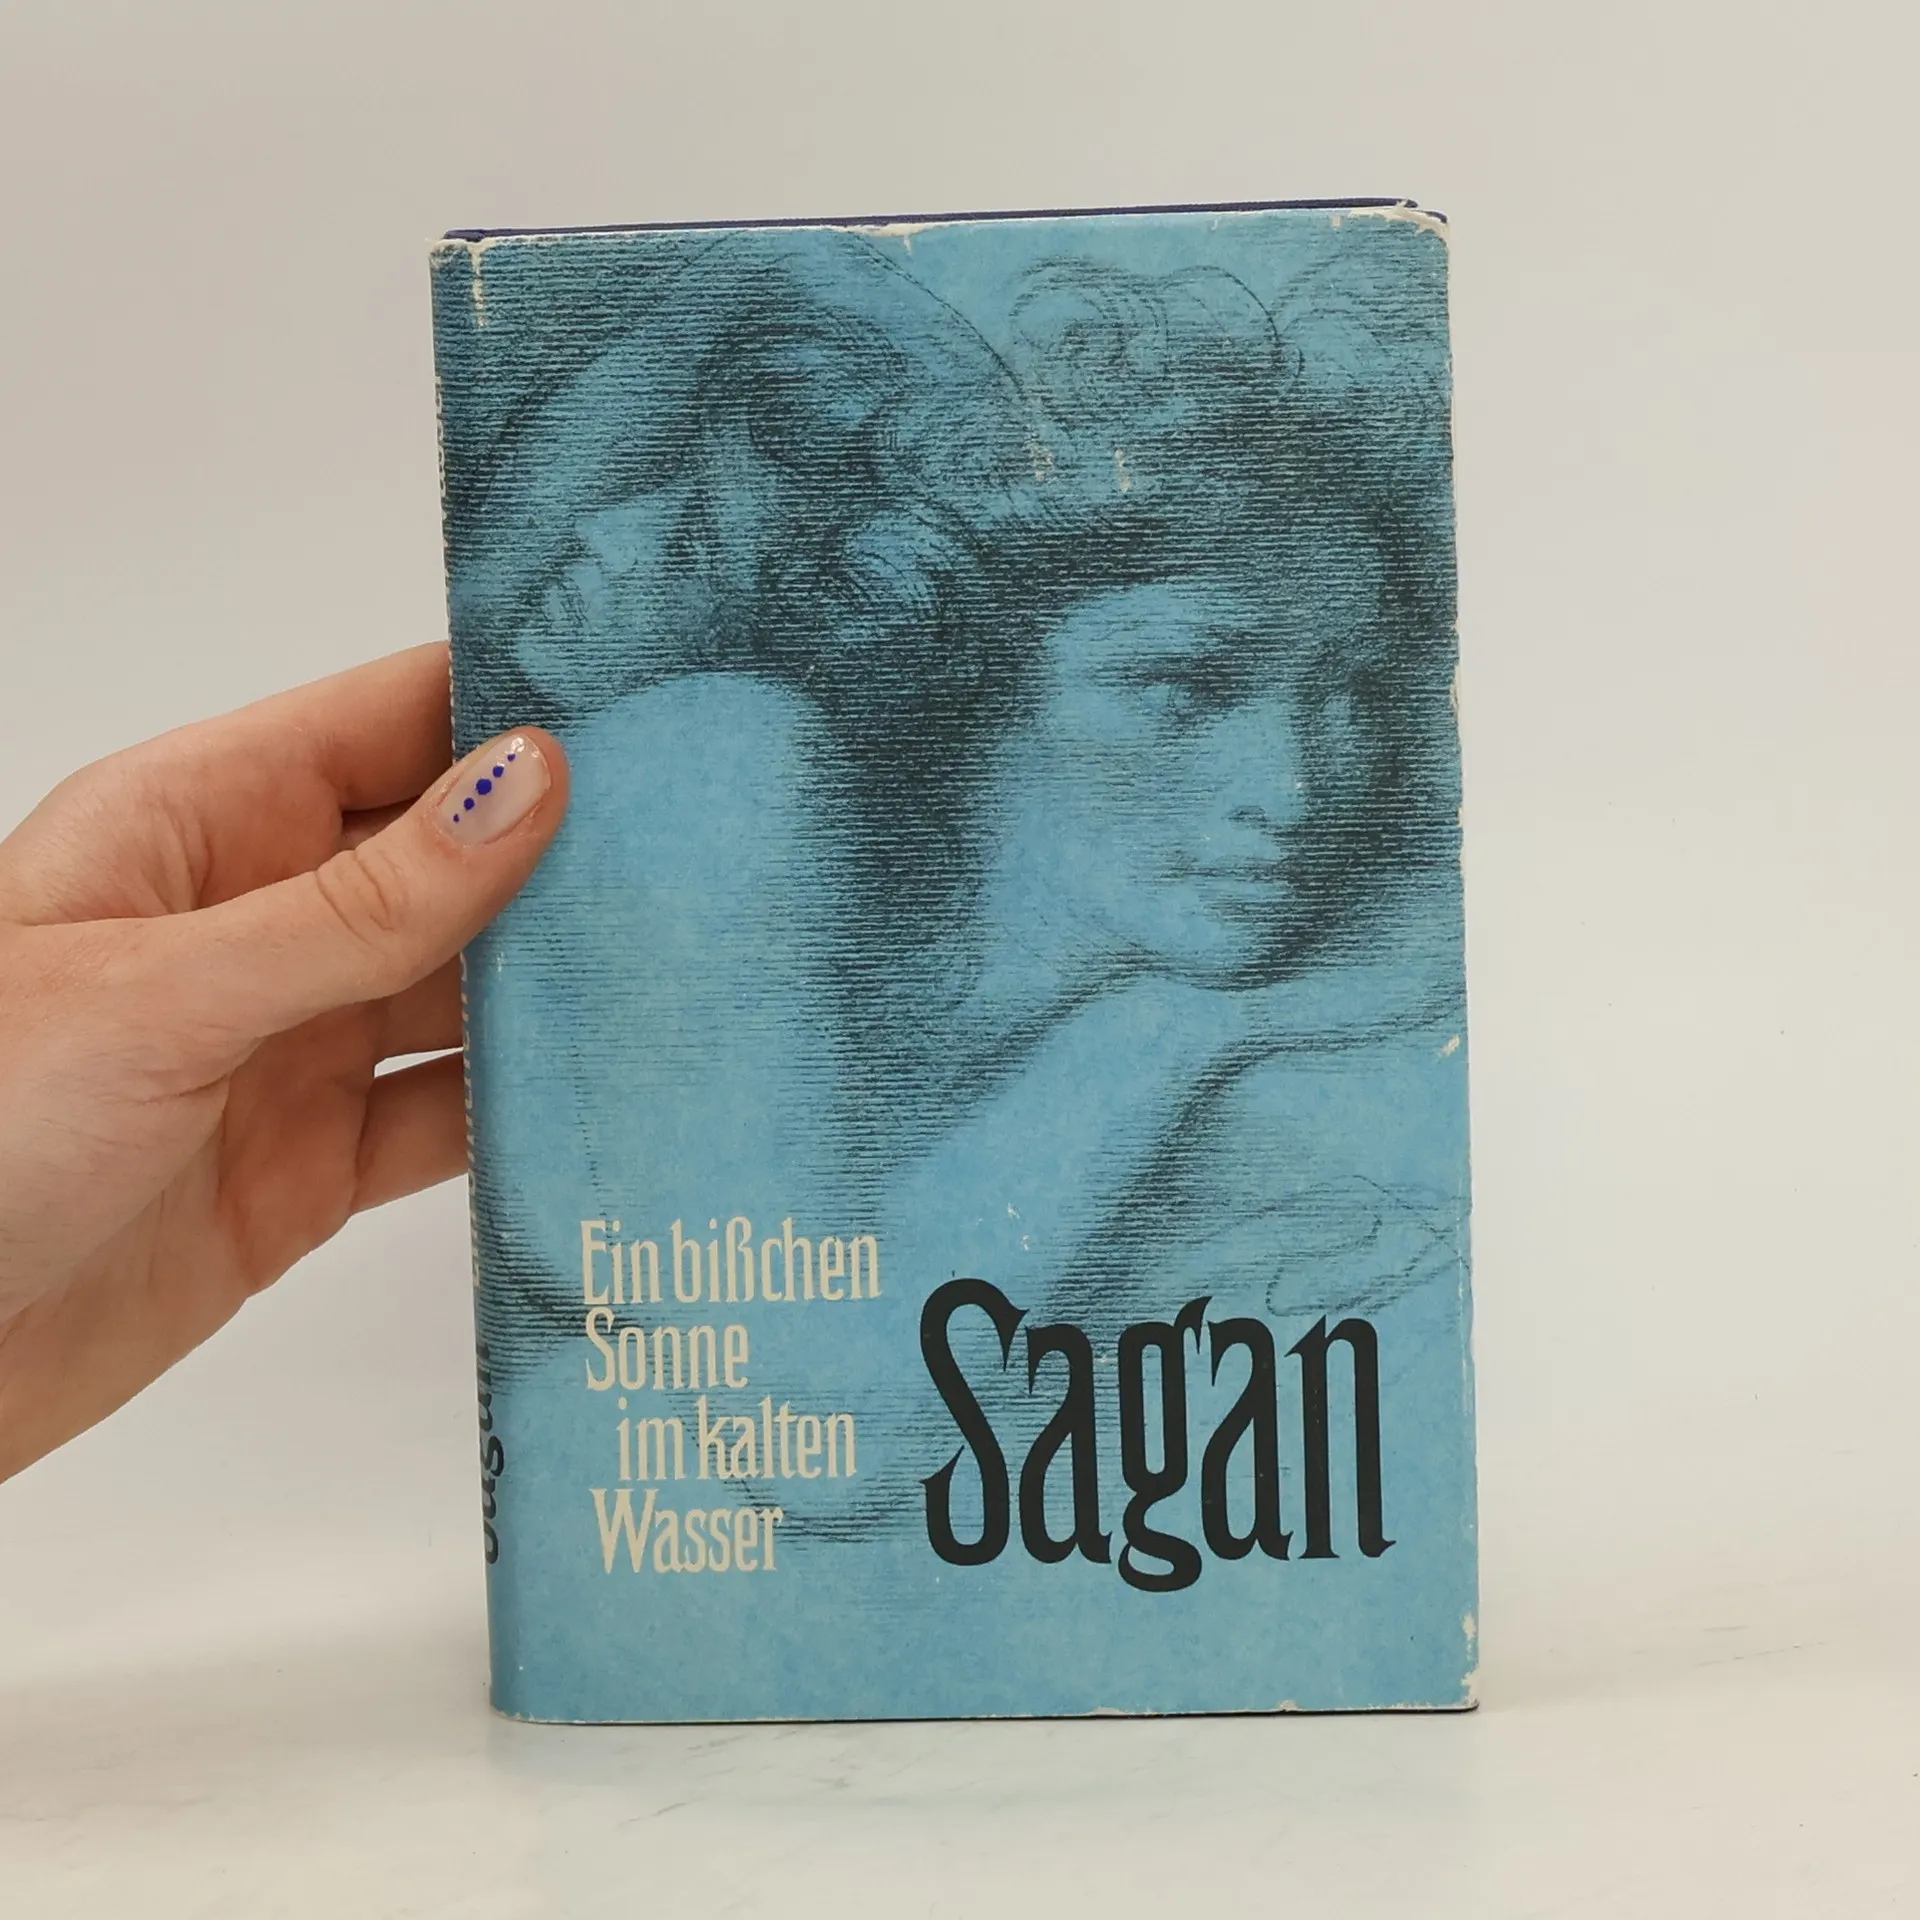 Ein bißchen
Sonne
im kalten
Wasser
Sagan